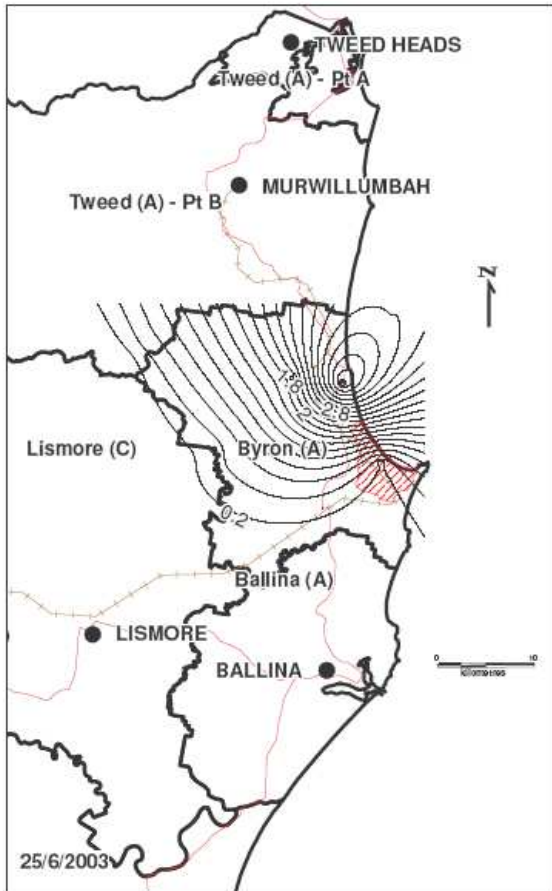 TWEED HEADS
Tweed (A) - Pt A
MURWILLUMBAH
Tweed (A) - Pt B
N
1.8
2
2.8
Lismore (C)
Byron (A)
0.2
Ballina (A)
LISMORE
BALLINA
0 10
kilometres
25/6/2003